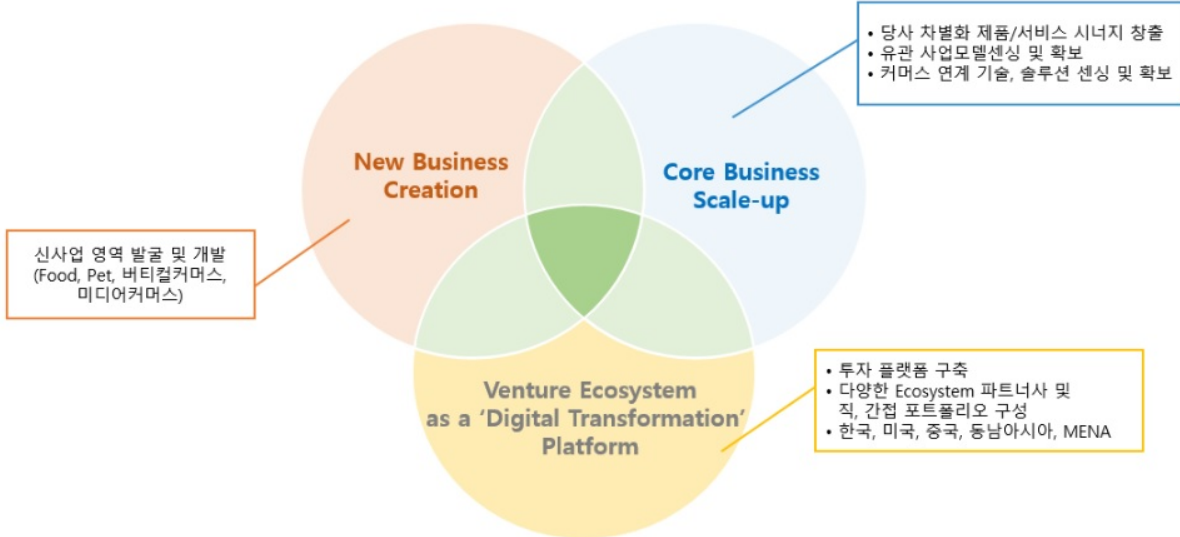 • 당사 차별화 제품/서비스 시너지 창출
• 유관 사업모델센싱 및 확보
• 커머스 연계 기술, 솔루션 센싱 및 확보
New Business
Creation
Core Business
Scale-up
신사업 영역 발굴 및 개발
(Food, Pet, 버티컬커머스,
미디어커머스)
Venture Ecosystem
as a ‘Digital Transformation’
Platform
• 투자 플랫폼 구축
• 다양한 Ecosystem 파트너사 및
직, 간접 포트폴리오 구성
• 한국, 미국, 중국, 동남아시아, MENA